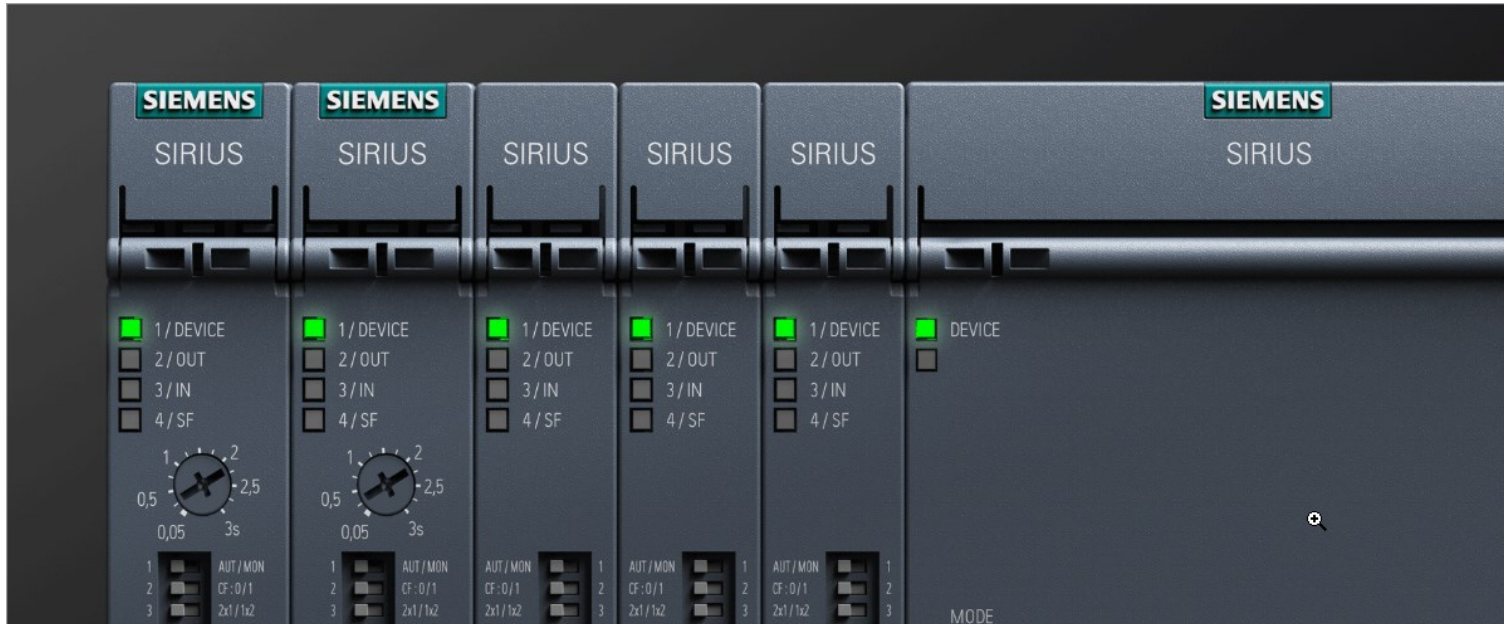 SIEMENS SIEMENS SIEMENS
SIRIUS SIRIUS SIRIUS SIRIUS SIRIUS SIRIUS
1 / DEVICE 1 / DEVICE 1 / DEVICE 1 / DEVICE 1 / DEVICE DEVICE
2 / OUT 2 / OUT 2 / OUT 2 / OUT 2 / OUT
3 / IN 3 / IN 3 / IN 3 / IN 3 / IN
4 / SF 4 / SF 4 / SF 4 / SF 4 / SF
1 2 1 2
0,5 2,5 0,5 2,5
0,05 3s 0,05 3s
1 AUT / MON 1 AUT / MON AUT / MON 1 AUT / MON 1 AUT / MON 1
2 CF : 0 / 1 2 CF : 0 / 1 CF : 0 / 1 2 CF : 0 / 1 2 CF : 0 / 1 2
3 2x1 / 1x2 3 2x1 / 1x2 2x1 / 1x2 3 2x1 / 1x2 3 2x1 / 1x2 3
MODE